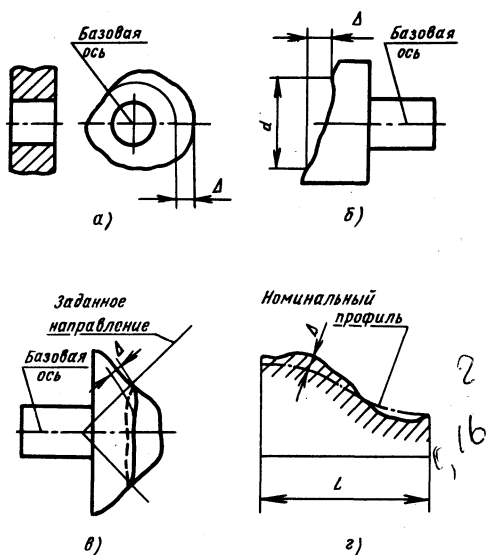 Базовая
ось
Δ
Δ
Базовая
ось
d
а)
б)
Заданное
направление
Базовая
ось
Δ
Номинальный
профиль
Δ
L
в)
г)
2
16